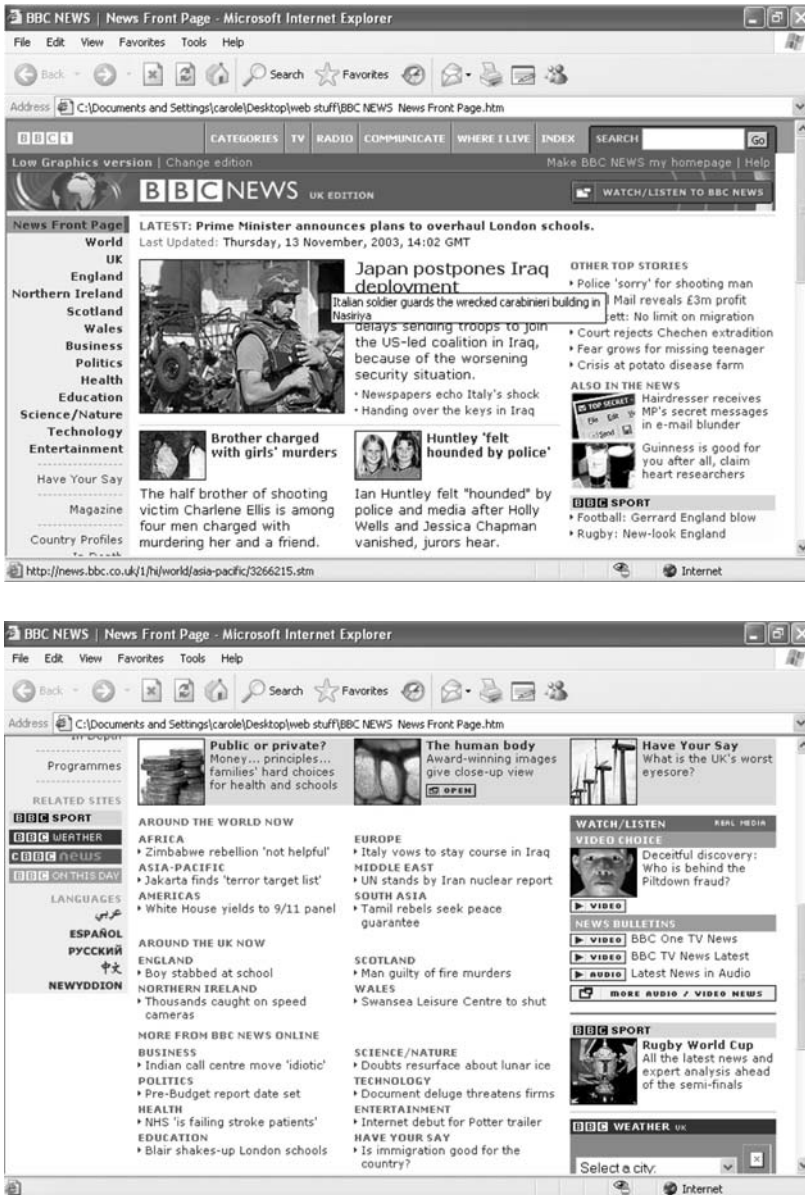 BBC NEWS | News Front Page - Microsoft Internet Explorer
File Edit View Favorites Tools Help
Back Search Favorites
Address C:\Documents and Settings\carole\Desktop\web stuff\BBC NEWS News Front Page.htm
BBCi CATEGORIES TV RADIO COMMUNICATE WHERE I LIVE INDEX SEARCH Go
Low Graphics version | Change edition Make BBC NEWS my homepage | Help
BBC NEWS UK EDITION WATCH/LISTEN TO BBC NEWS
News Front Page
World
UK
England
Northern Ireland
Scotland
Wales
Business
Politics
Health
Education
Science/Nature
Technology
Entertainment
Have Your Say
Magazine
Country Profiles
In Depth
LATEST: Prime Minister announces plans to overhaul London schools.
Last Updated: Thursday, 13 November, 2003, 14:02 GMT
Japan postpones Iraq
deployment
Italian soldier guards the wrecked carabinieri building in
Nasiriya
delays sending troops to join
the US-led coalition in Iraq,
because of the worsening
security situation.
Newspapers echo Italy's shock
Handing over the keys in Iraq
Brother charged
with girls' murders
The half brother of shooting
victim Charlene Ellis is among
four men charged with
murdering her and a friend.
Huntley 'felt
hounded by police'
Ian Huntley felt "hounded" by
police and media after Holly
Wells and Jessica Chapman
vanished, jurors hear.
OTHER TOP STORIES
Police 'sorry' for shooting man
Mail reveals £3m profit
ett: No limit on migration
Court rejects Chechen extradition
Fear grows for missing teenager
Crisis at potato disease farm
ALSO IN THE NEWS
TOP SECRET
File Edit
Send
Hairdresser receives
MP's secret messages
in e-mail blunder
Guinness is good for
you after all, claim
heart researchers
BBC SPORT
Football: Gerrard England blow
Rugby: New-look England
http://news.bbc.co.uk/1/hi/world/asia-pacific/3266215.stm Internet
BBC NEWS | News Front Page - Microsoft Internet Explorer
File Edit View Favorites Tools Help
Back Search Favorites
Address C:\Documents and Settings\carole\Desktop\web stuff\BBC NEWS News Front Page.htm
In Depth
Programmes
RELATED SITES
BBC SPORT
BBC WEATHER
CBBC news
BBC ON THIS DAY
LANGUAGES
عربي
ESPAÑOL
РУССКИЙ
中文
NEWYDDION
Public or private?
Money... principles...
families' hard choices
for health and schools
The human body
Award-winning images
give close-up view
OPEN
Have Your Say
What is the UK's worst
eyesore?
AROUND THE WORLD NOW
AFRICA
Zimbabwe rebellion 'not helpful'
ASIA-PACIFIC
Jakarta finds 'terror target list'
AMERICAS
White House yields to 9/11 panel
EUROPE
Italy vows to stay course in Iraq
MIDDLE EAST
UN stands by Iran nuclear report
SOUTH ASIA
Tamil rebels seek peace
guarantee
AROUND THE UK NOW
ENGLAND
Boy stabbed at school
NORTHERN IRELAND
Thousands caught on speed
cameras
SCOTLAND
Man guilty of fire murders
WALES
Swansea Leisure Centre to shut
MORE FROM BBC NEWS ONLINE
BUSINESS
Indian call centre move 'idiotic'
POLITICS
Pre-Budget report date set
HEALTH
NHS 'is failing stroke patients'
EDUCATION
Blair shakes-up London schools
SCIENCE/NATURE
Doubts resurface about lunar ice
TECHNOLOGY
Document deluge threatens firms
ENTERTAINMENT
Internet debut for Potter trailer
HAVE YOUR SAY
Is immigration good for the
country?
WATCH/LISTEN REAL MEDIA
VIDEO CHOICE
Deceitful discovery:
Who is behind the
Piltdown fraud?
VIDEO
NEWS BULLETINS
VIDEO BBC One TV News
VIDEO BBC TV News Latest
AUDIO Latest News in Audio
MORE AUDIO / VIDEO NEWS
BBC SPORT
Rugby World Cup
All the latest news and
expert analysis ahead
of the semi-finals
BBC WEATHER UK
Select a city:
Internet